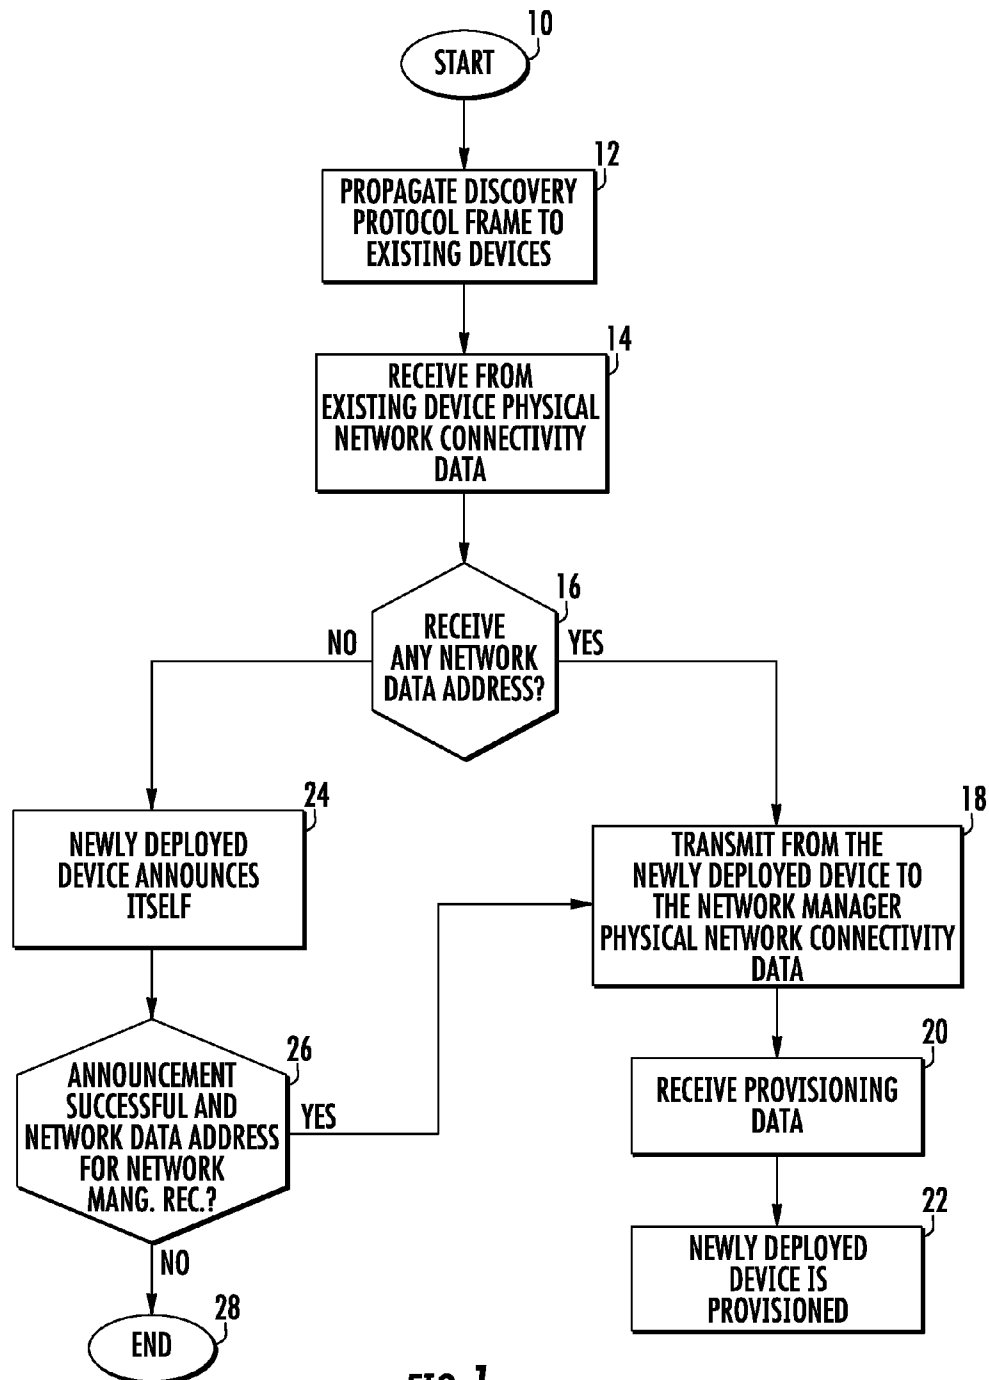 10
START
12
PROPAGATE DISCOVERY
PROTOCOL FRAME TO
EXISTING DEVICES
14
RECEIVE FROM
EXISTING DEVICE PHYSICAL
NETWORK CONNECTIVITY
DATA
16
RECEIVE
ANY NETWORK
DATA ADDRESS?
NO
YES
24
NEWLY DEPLOYED
DEVICE ANNOUNCES
ITSELF
18
TRANSMIT FROM THE
NEWLY DEPLOYED DEVICE TO
THE NETWORK MANAGER
PHYSICAL NETWORK CONNECTIVITY
DATA
26
ANNOUNCEMENT
SUCCESSFUL AND
NETWORK DATA ADDRESS
FOR NETWORK
MANG. REC.?
YES
NO
20
RECEIVE PROVISIONING
DATA
22
NEWLY DEPLOYED
DEVICE IS
PROVISIONED
28
END
FIG. 1